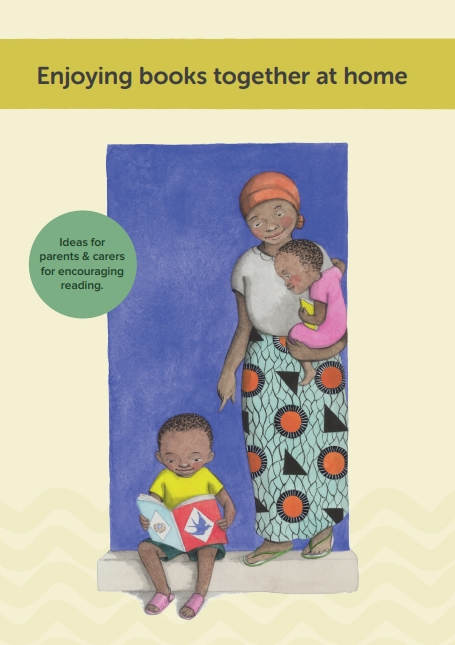 Enjoying books together at home
Ideas for
parents & carers
for encouraging
reading.